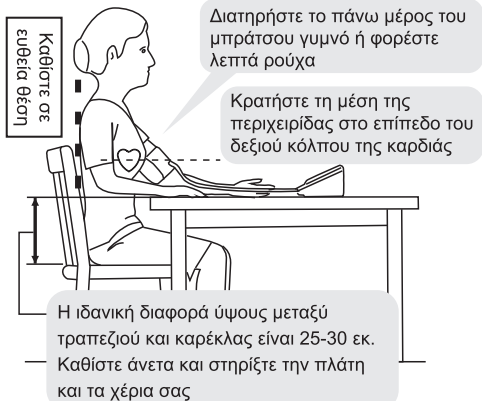 Καθίστε σε
ευθεία θέση
Διατηρήστε το πάνω μέρος του
μπράτσου γυμνό ή φορέστε
λεπτά ρούχα
Κρατήστε τη μέση της
περιχειρίδας στο επίπεδο του
δεξιού κόλπου της καρδιάς
Η ιδανική διαφορά ύψους μεταξύ
τραπεζιού και καρέκλας είναι 25-30 εκ.
Καθίστε άνετα και στηρίξτε την πλάτη
και τα χέρια σας